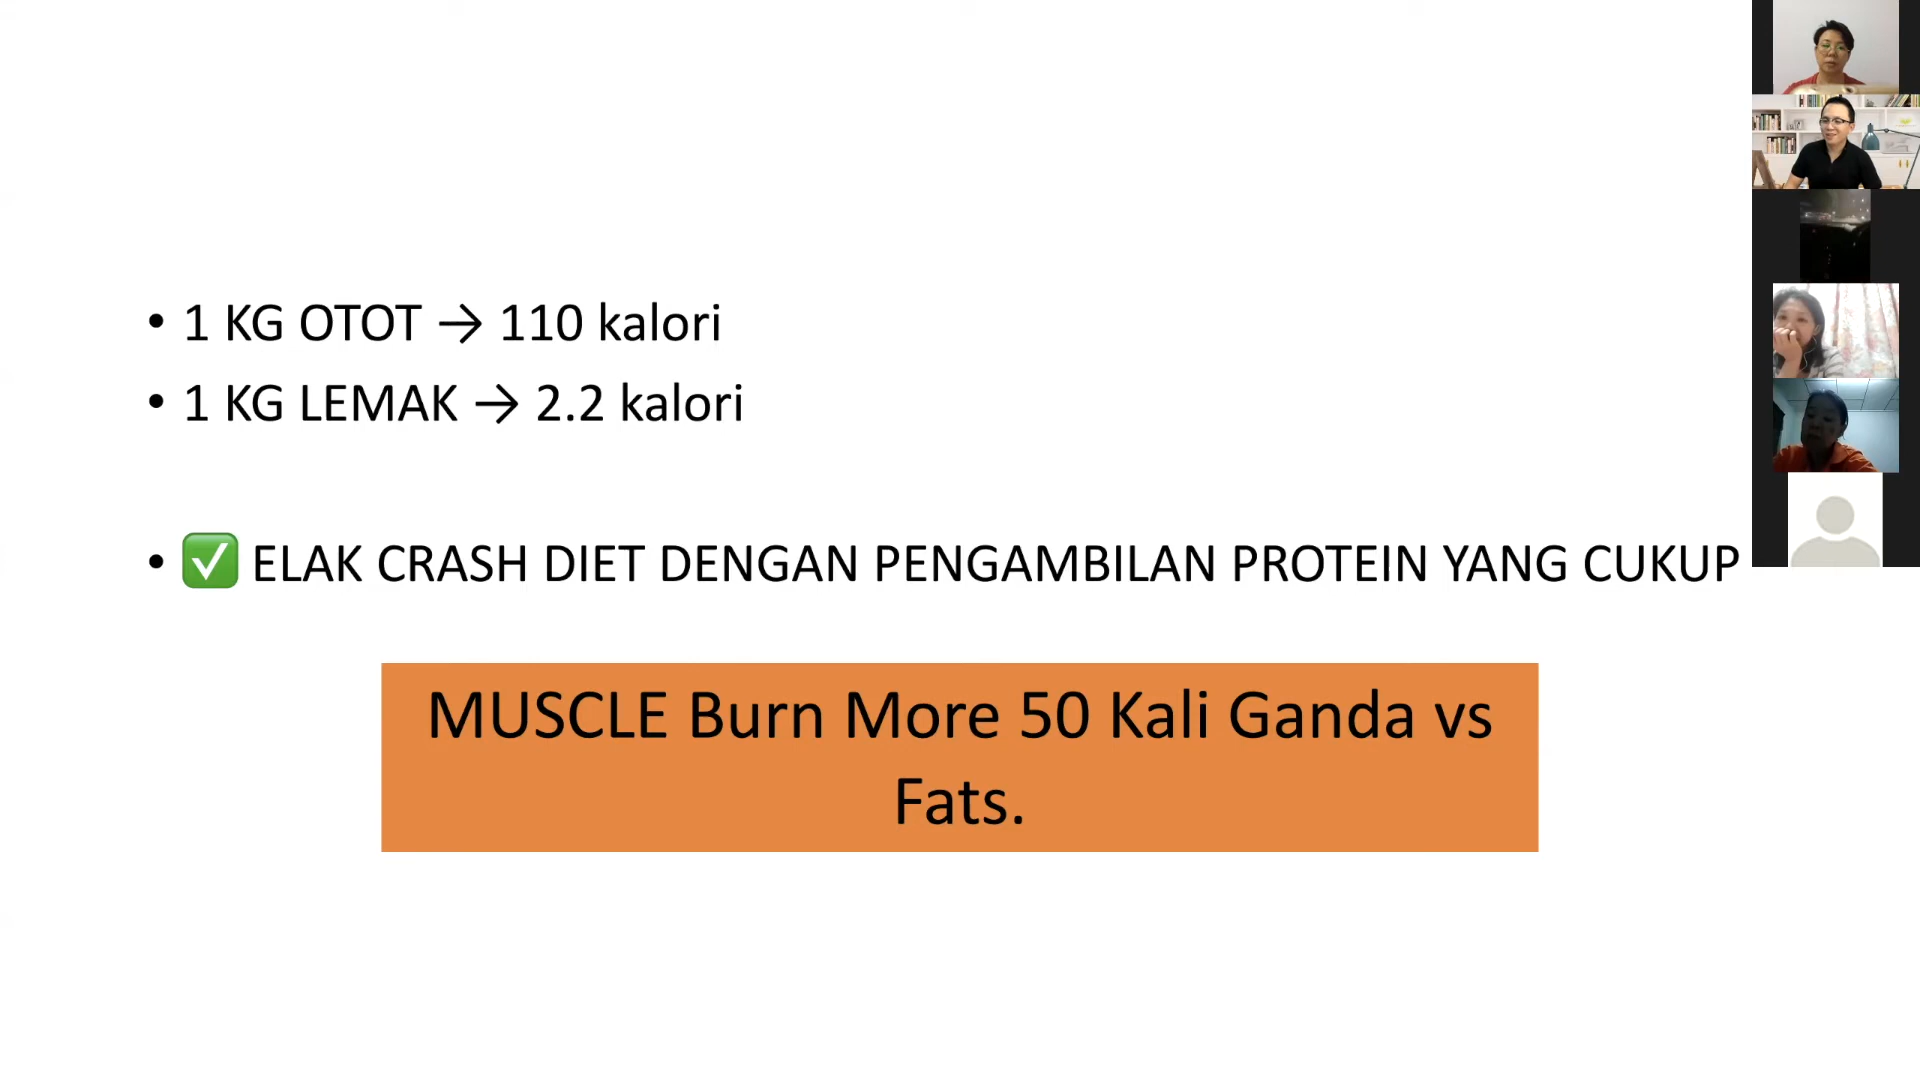 • 1 KG OTOT → 110 kalori
• 1 KG LEMAK → 2.2 kalori
• ✅ ELAK CRASH DIET DENGAN PENGAMBILAN PROTEIN YANG CUKUP
MUSCLE Burn More 50 Kali Ganda vs
Fats.